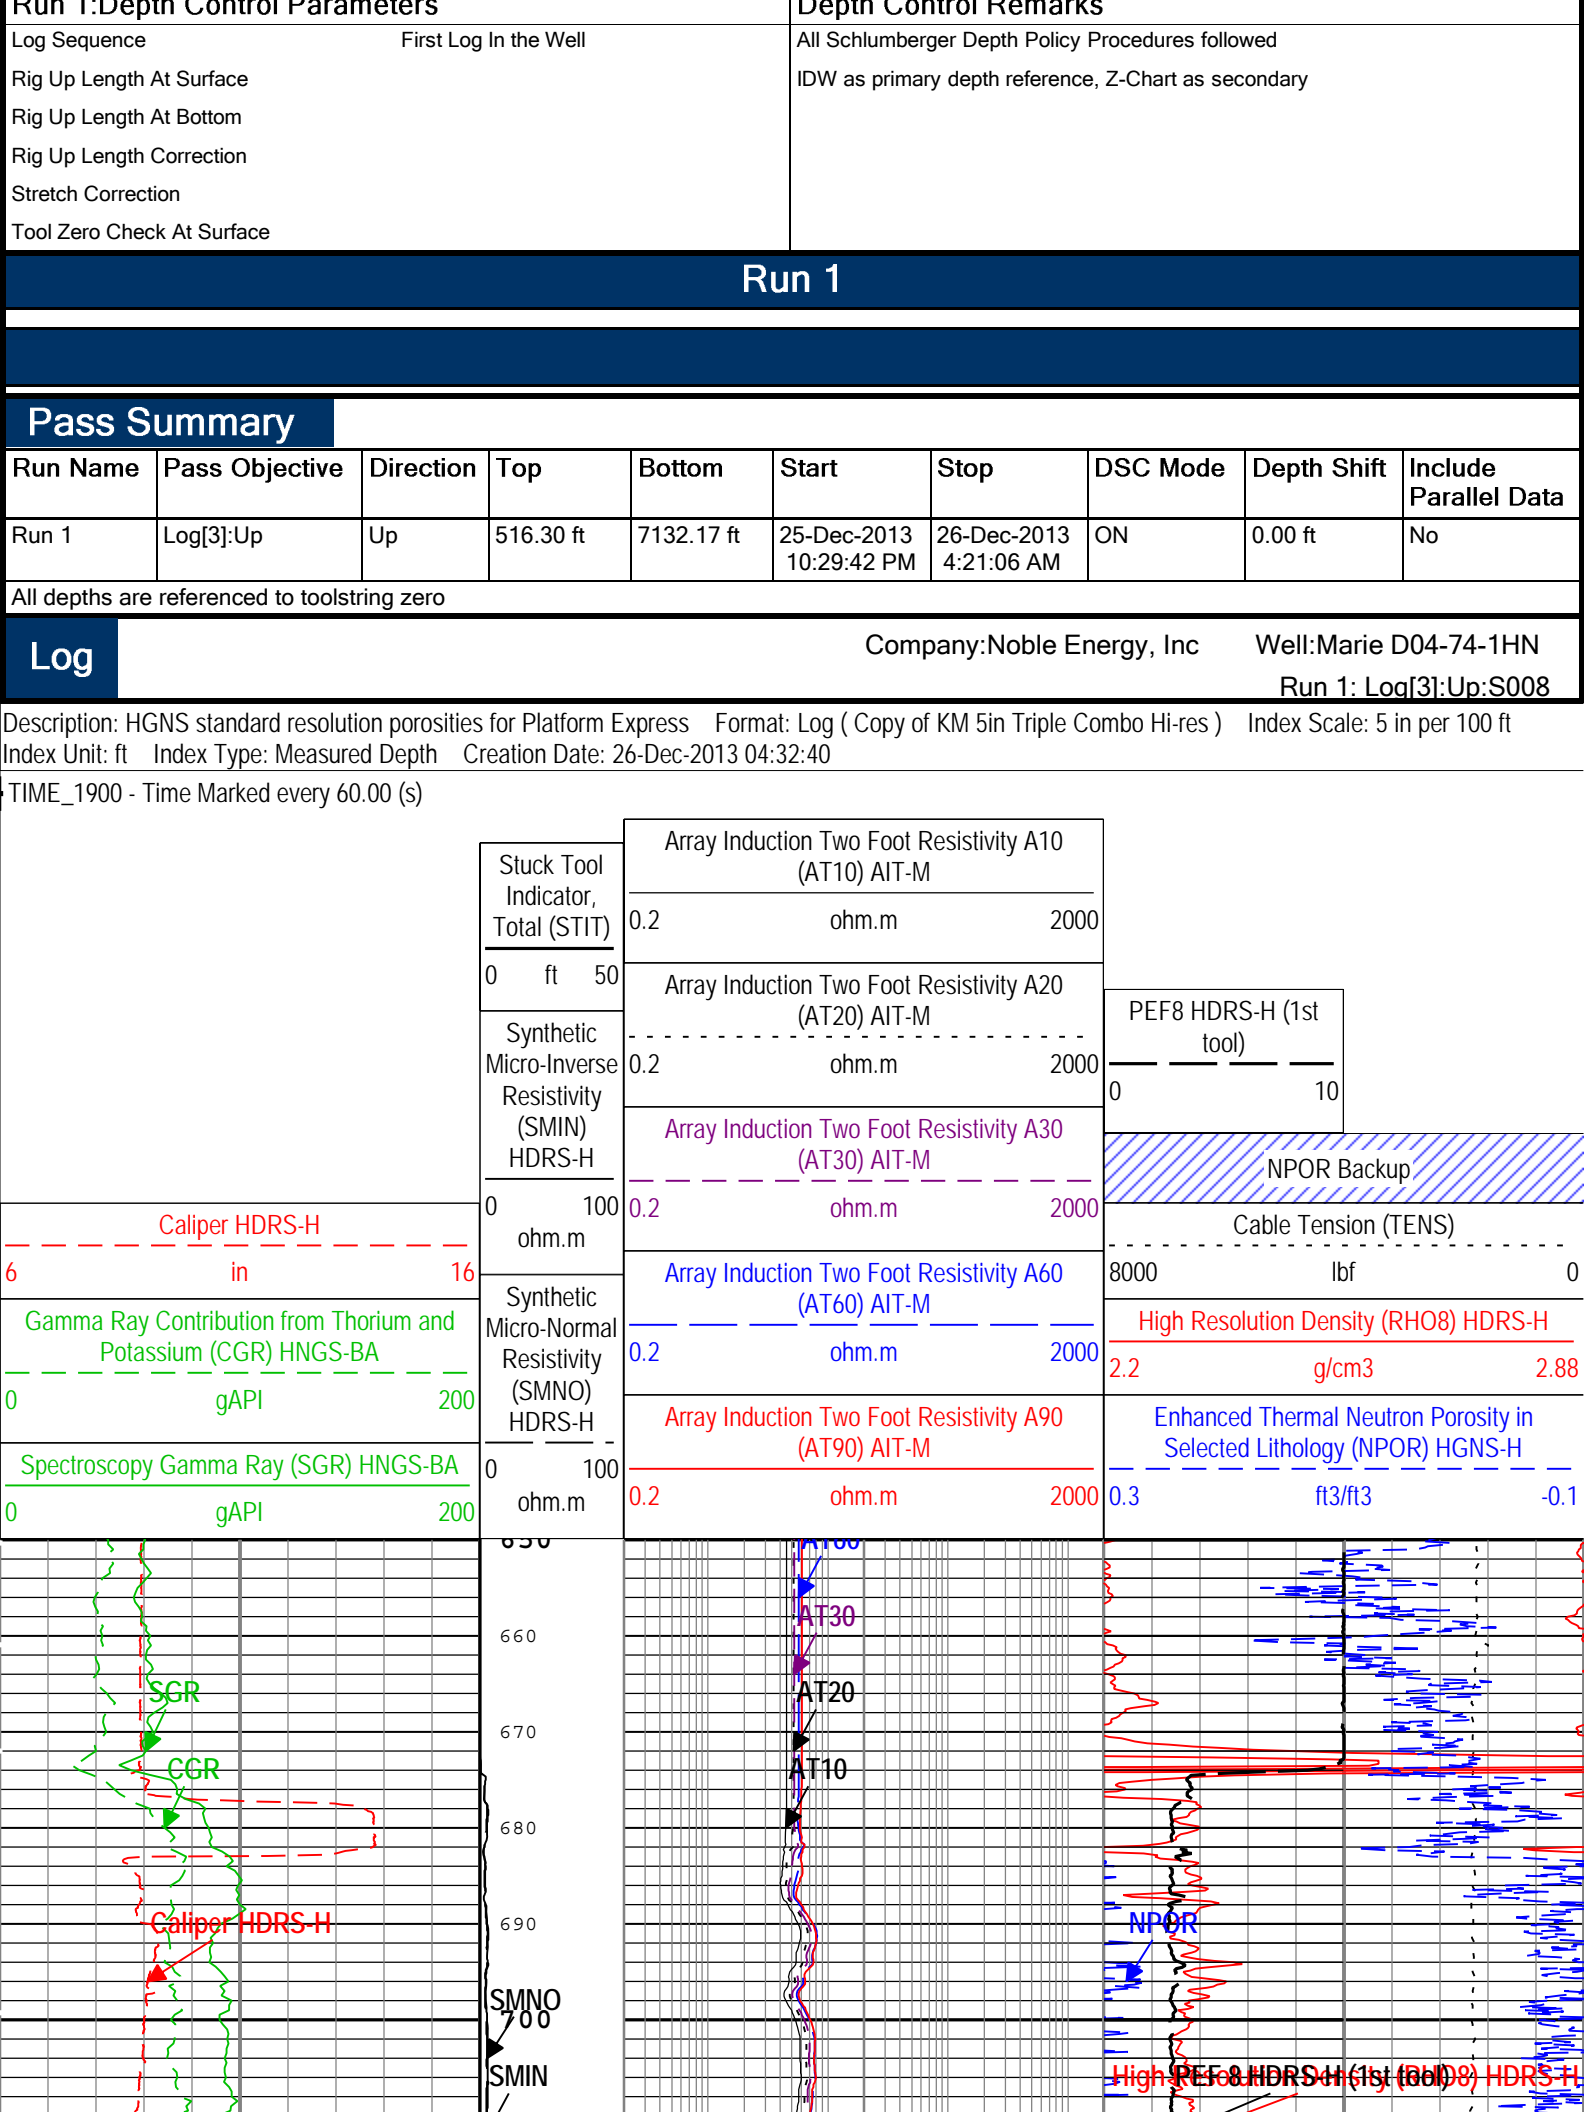 Run 1:Depth Control Parameters
Depth Control Remarks
Log Sequence First Log In the Well
Rig Up Length At Surface
Rig Up Length At Bottom
Rig Up Length Correction
Stretch Correction
Tool Zero Check At Surface
All Schlumberger Depth Policy Procedures followed
IDW as primary depth reference, Z-Chart as secondary
Run 1
Pass Summary
Run Name Pass Objective Direction Top Bottom Start Stop DSC Mode Depth Shift Include
Parallel Data
Run 1 Log[3]:Up Up 516.30 ft 7132.17 ft 25-Dec-2013 26-Dec-2013 ON 0.00 ft No
10:29:42 PM 4:21:06 AM
All depths are referenced to toolstring zero
Log
Company:Noble Energy, Inc Well:Marie D04-74-1HN
Run 1: Log[3]:Up:S008
Description: HGNS standard resolution porosities for Platform Express Format: Log ( Copy of KM 5in Triple Combo Hi-res ) Index Scale: 5 in per 100 ft
Index Unit: ft Index Type: Measured Depth Creation Date: 26-Dec-2013 04:32:40
TIME_1900 - Time Marked every 60.00 (s)
Caliper HDRS-H
6 in 16
Gamma Ray Contribution from Thorium and
Potassium (CGR) HNGS-BA
0 gAPI 200
Spectroscopy Gamma Ray (SGR) HNGS-BA
0 gAPI 200
Stuck Tool
Indicator,
Total (STIT)
0 ft 50
Synthetic
Micro-Inverse
Resistivity
(SMIN)
HDRS-H
0 100
ohm.m
Synthetic
Micro-Normal
Resistivity
(SMNO)
HDRS-H
0 100
ohm.m
Array Induction Two Foot Resistivity A10
(AT10) AIT-M
0.2 ohm.m 2000
Array Induction Two Foot Resistivity A20
(AT20) AIT-M
0.2 ohm.m 2000
Array Induction Two Foot Resistivity A30
(AT30) AIT-M
0.2 ohm.m 2000
Array Induction Two Foot Resistivity A60
(AT60) AIT-M
0.2 ohm.m 2000
Array Induction Two Foot Resistivity A90
(AT90) AIT-M
0.2 ohm.m 2000
PEF8 HDRS-H (1st
tool)
0 10
NPOR Backup
Cable Tension (TENS)
8000 lbf 0
High Resolution Density (RHO8) HDRS-H
2.2 g/cm3 2.88
Enhanced Thermal Neutron Porosity in
Selected Lithology (NPOR) HGNS-H
0.3 ft3/ft3 -0.1
650
AT60
AT30
660
SGR
AT20
670
CGR
AT10
680
Caliper HDRS-H
690
NPOR
SMNO
700
SMIN
High Resolution Density (RHO8) HDRS-H
PEF8 HDRS-H (1st tool)